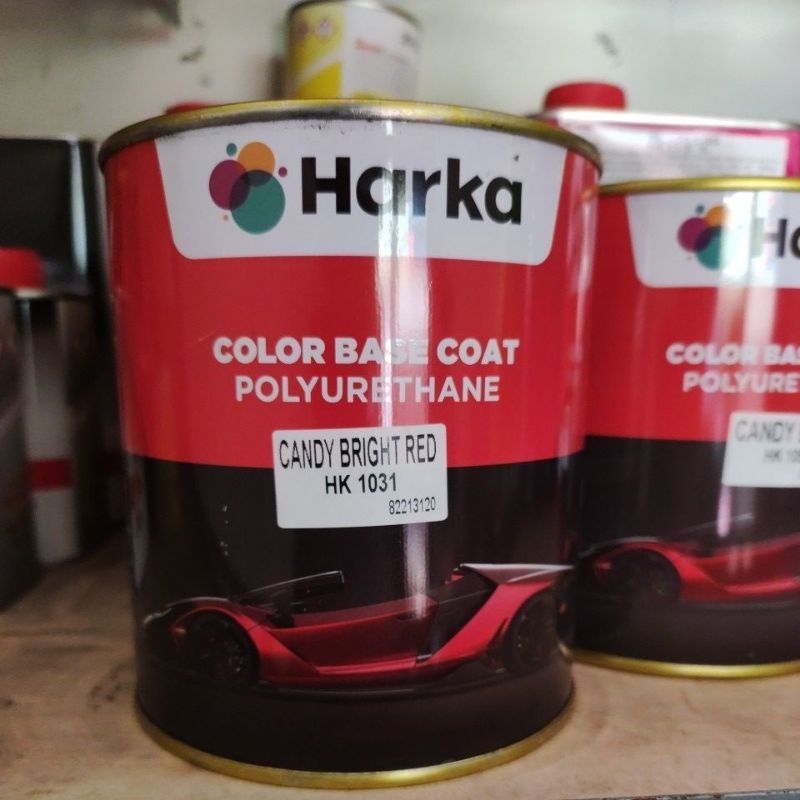 Harka
COLOR BASE COAT
POLYURETHANE
CANDY BRIGHT RED
HK 1031
82213120
Ha
COLOR BAS
POLYURE
CANDY
HK 10